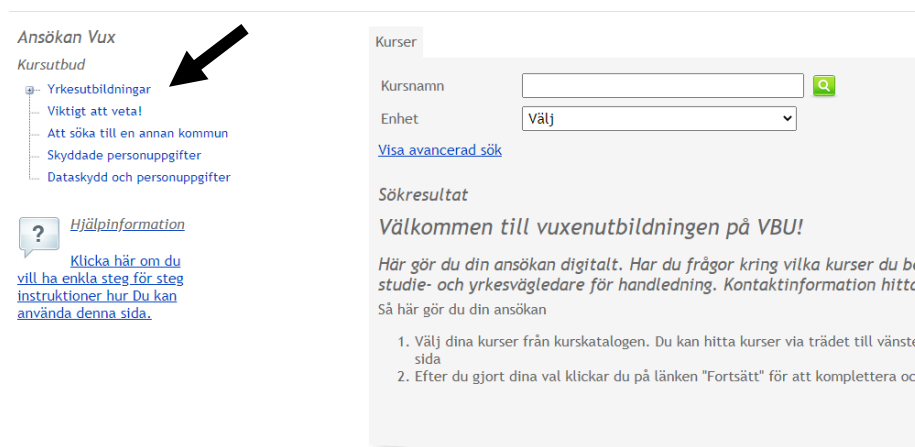 Ansökan Vux
Kursutbud
Yrkesutbildningar
Viktigt att veta!
Att söka till en annan kommun
Skyddade personuppgifter
Dataskydd och personuppgifter
?
Hjälpinformation
Klicka här om du
vill ha enkla steg för steg
instruktioner hur Du kan
använda denna sida.
Kurser
Kursnamn
Enhet
Välj
Visa avancerad sök
Sökresultat
Välkommen till vuxenutbildningen på VBU!
Här gör du din ansökan digitalt. Har du frågor kring vilka kurser du
studie- och yrkesvägledare för handledning. Kontaktinformation
Så här gör du din ansökan
1. Välj dina kurser från kurskatalogen. Du kan hitta kurser via trädet till
sida
2. Efter du gjort dina val klickar du på länken "Fortsätt" för att komplettera